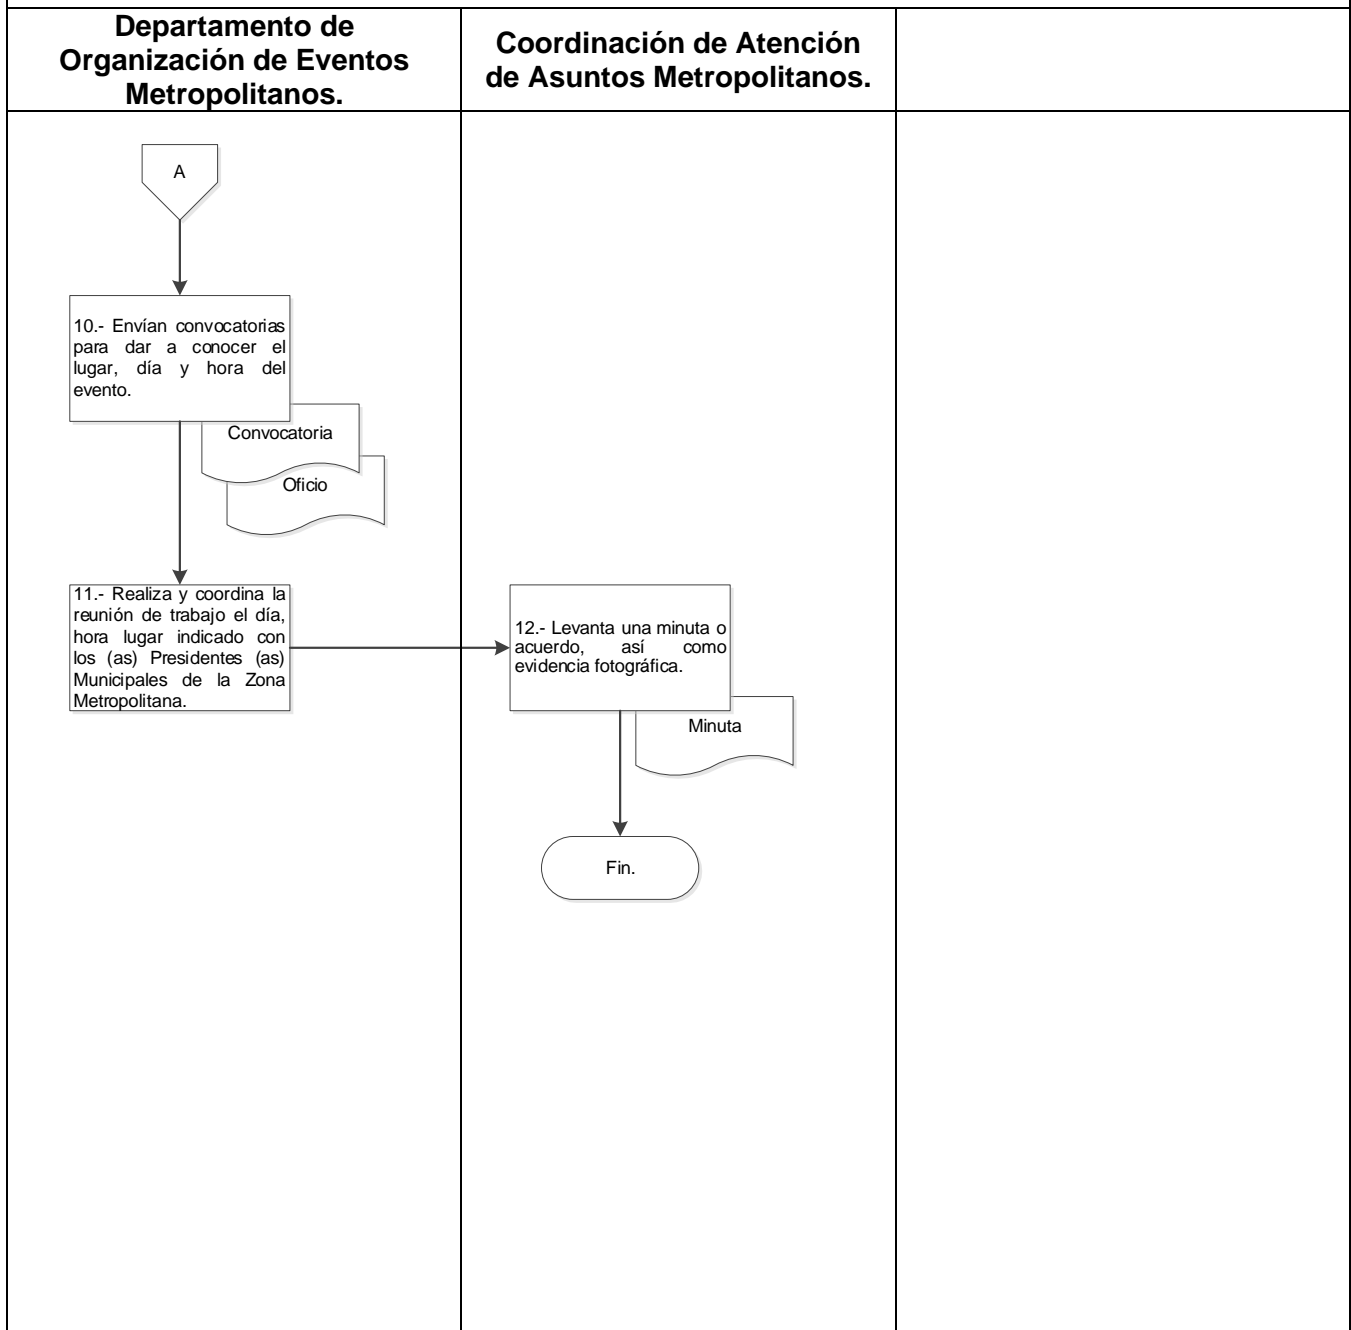 Departamento de
Organización de Eventos
Metropolitanos.
Coordinación de Atención
de Asuntos Metropolitanos.
A
10.- Envían convocatorias
para dar a conocer el
lugar, día y hora del
evento.
Convocatoria
Oficio
11.- Realiza y coordina la
reunión de trabajo el día,
hora lugar indicado con
los (as) Presidentes (as)
Municipales de la Zona
Metropolitana.
12.- Levanta una minuta o
acuerdo, así como
evidencia fotográfica.
Minuta
Fin.